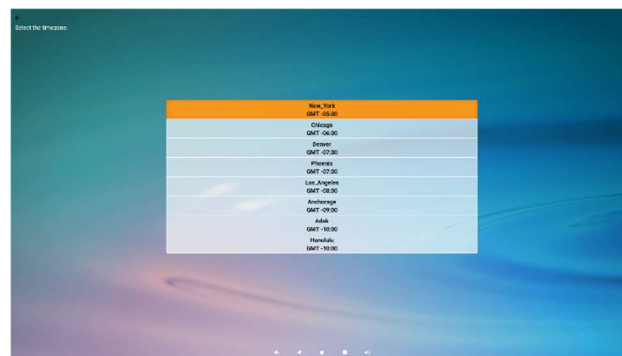 Select the timezone
New_York
GMT -05:00
Chicago
GMT -06:00
Denver
GMT -07:00
Phoenix
GMT -07:00
Los_Angeles
GMT -08:00
Anchorage
GMT -09:00
Adak
GMT -10:00
Honolulu
GMT -10:00